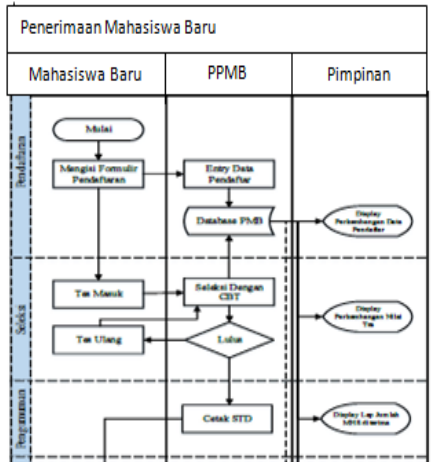 Penerimaan Mahasiswa Baru
Mahasiswa Baru
PPMB
Pimpinan
Pendaftaran
Mulai
Mangisi Formulir
Pendaftaran
Entry Data
Pendaftar
Database PMB
Display
Perkembangan Data
Pendaftar
Seleksi
Tes Masuk
Seleksi Dengan
CBT
Display
Perkembangan Nilai
Tes
Tes Ulang
Lulus
Pengumuman
Cetak STD
Display Lap Jumlah
MHS diterima